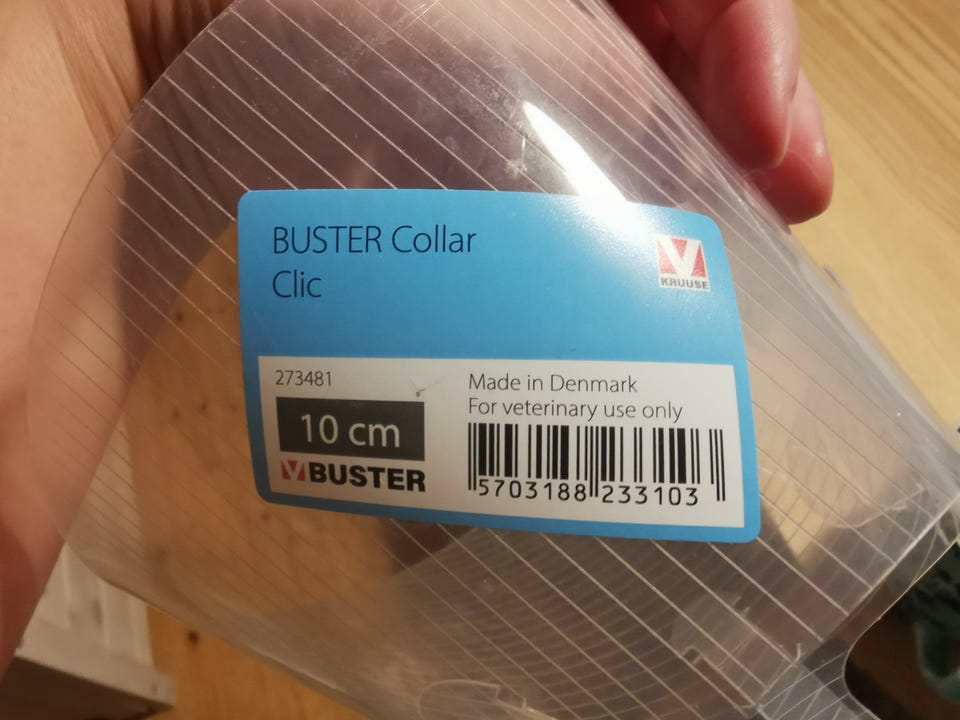 BUSTER Collar
Clic
KRUUSE
273481
10 cm
BUSTER
Made in Denmark
For veterinary use only
5703188 233103